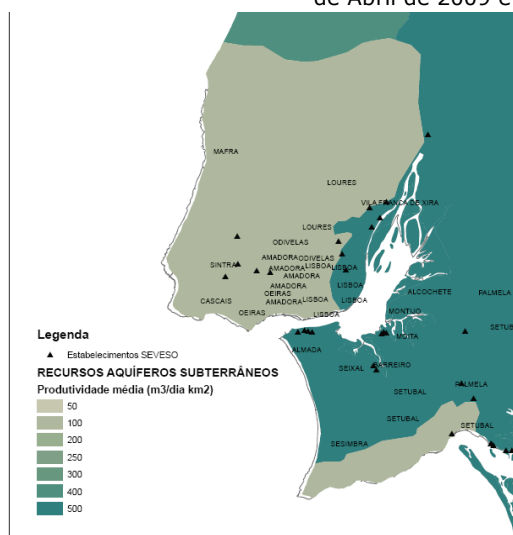 de Abril de 2009 e
MAFRA
LOURES
VILA FRANCA DE XIRA
LOURES
ODIVELAS
AMADORA ODIVELAS
SINTRA AMADORA LISBOA LISBOA
AMADORA
AMADORA
OEIRAS LISBOA
ALCOCHETE PALMELA
CASCAIS AMADORA LISBOA LISBOA
OEIRAS LISBOA MONTIJO
SETUB
MOITA
ALMADA
SEIXAL BARREIRO
PALMELA
SETUBAL
SETUBAL
SETUBAL
SESIMBRA
Legenda
Estabelecimentos SEVESO
RECURSOS AQUÍFEROS SUBTERRÂNEOS
Produtividade média (m3/dia km2)
50
100
200
250
300
400
500